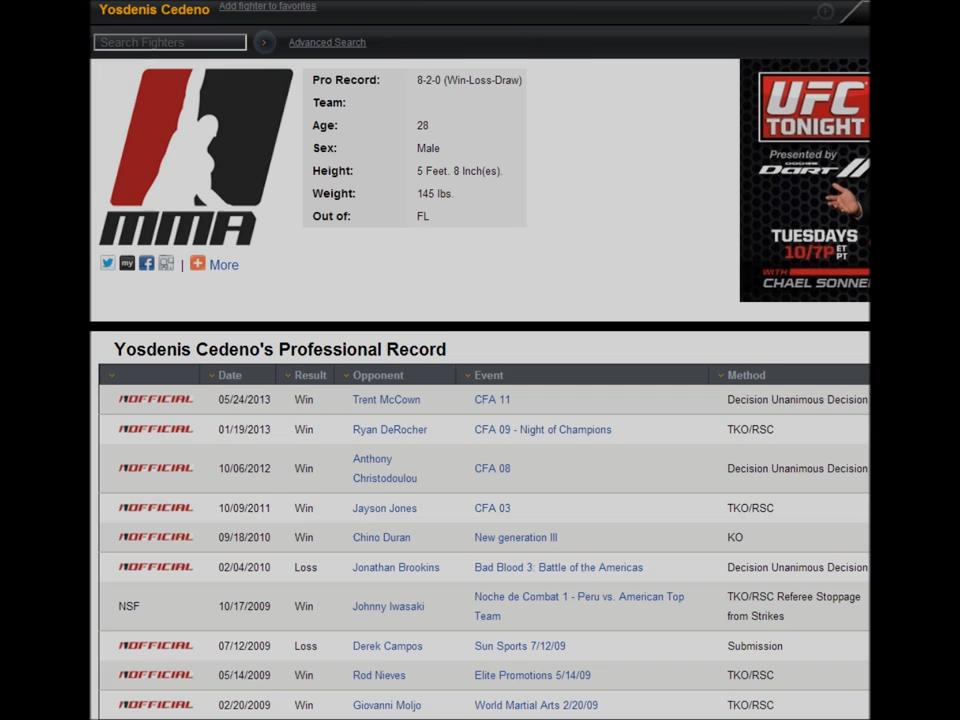 Yosdenis Cedeno Add fighter to favorites
Search Fighters > Advanced Search
Pro Record: 8-2-0 (Win-Loss-Draw)
Team:
Age: 28
Sex: Male
Height: 5 Feet. 8 Inch(es).
Weight: 145 lbs.
Out of: FL
MMA
my | More
UFC
TONIGHT
Presented by
DODGE
DART
TUESDAYS
10/7P ET PT
WITH
CHAEL SONNE
Yosdenis Cedeno's Professional Record
Date Result Opponent Event Method
OFFICIAL 05/24/2013 Win Trent McCown CFA 11 Decision Unanimous Decision
OFFICIAL 01/19/2013 Win Ryan DeRocher CFA 09 - Night of Champions TKO/RSC
OFFICIAL 10/06/2012 Win Anthony Christodoulou CFA 08 Decision Unanimous Decision
OFFICIAL 10/09/2011 Win Jayson Jones CFA 03 TKO/RSC
OFFICIAL 09/18/2010 Win Chino Duran New generation III KO
OFFICIAL 02/04/2010 Loss Jonathan Brookins Bad Blood 3: Battle of the Americas Decision Unanimous Decision
NSF 10/17/2009 Win Johnny Iwasaki Noche de Combat 1 - Peru vs. American Top Team TKO/RSC Referee Stoppage from Strikes
OFFICIAL 07/12/2009 Loss Derek Campos Sun Sports 7/12/09 Submission
OFFICIAL 05/14/2009 Win Rod Nieves Elite Promotions 5/14/09 TKO/RSC
OFFICIAL 02/20/2009 Win Giovanni Moljo World Martial Arts 2/20/09 TKO/RSC